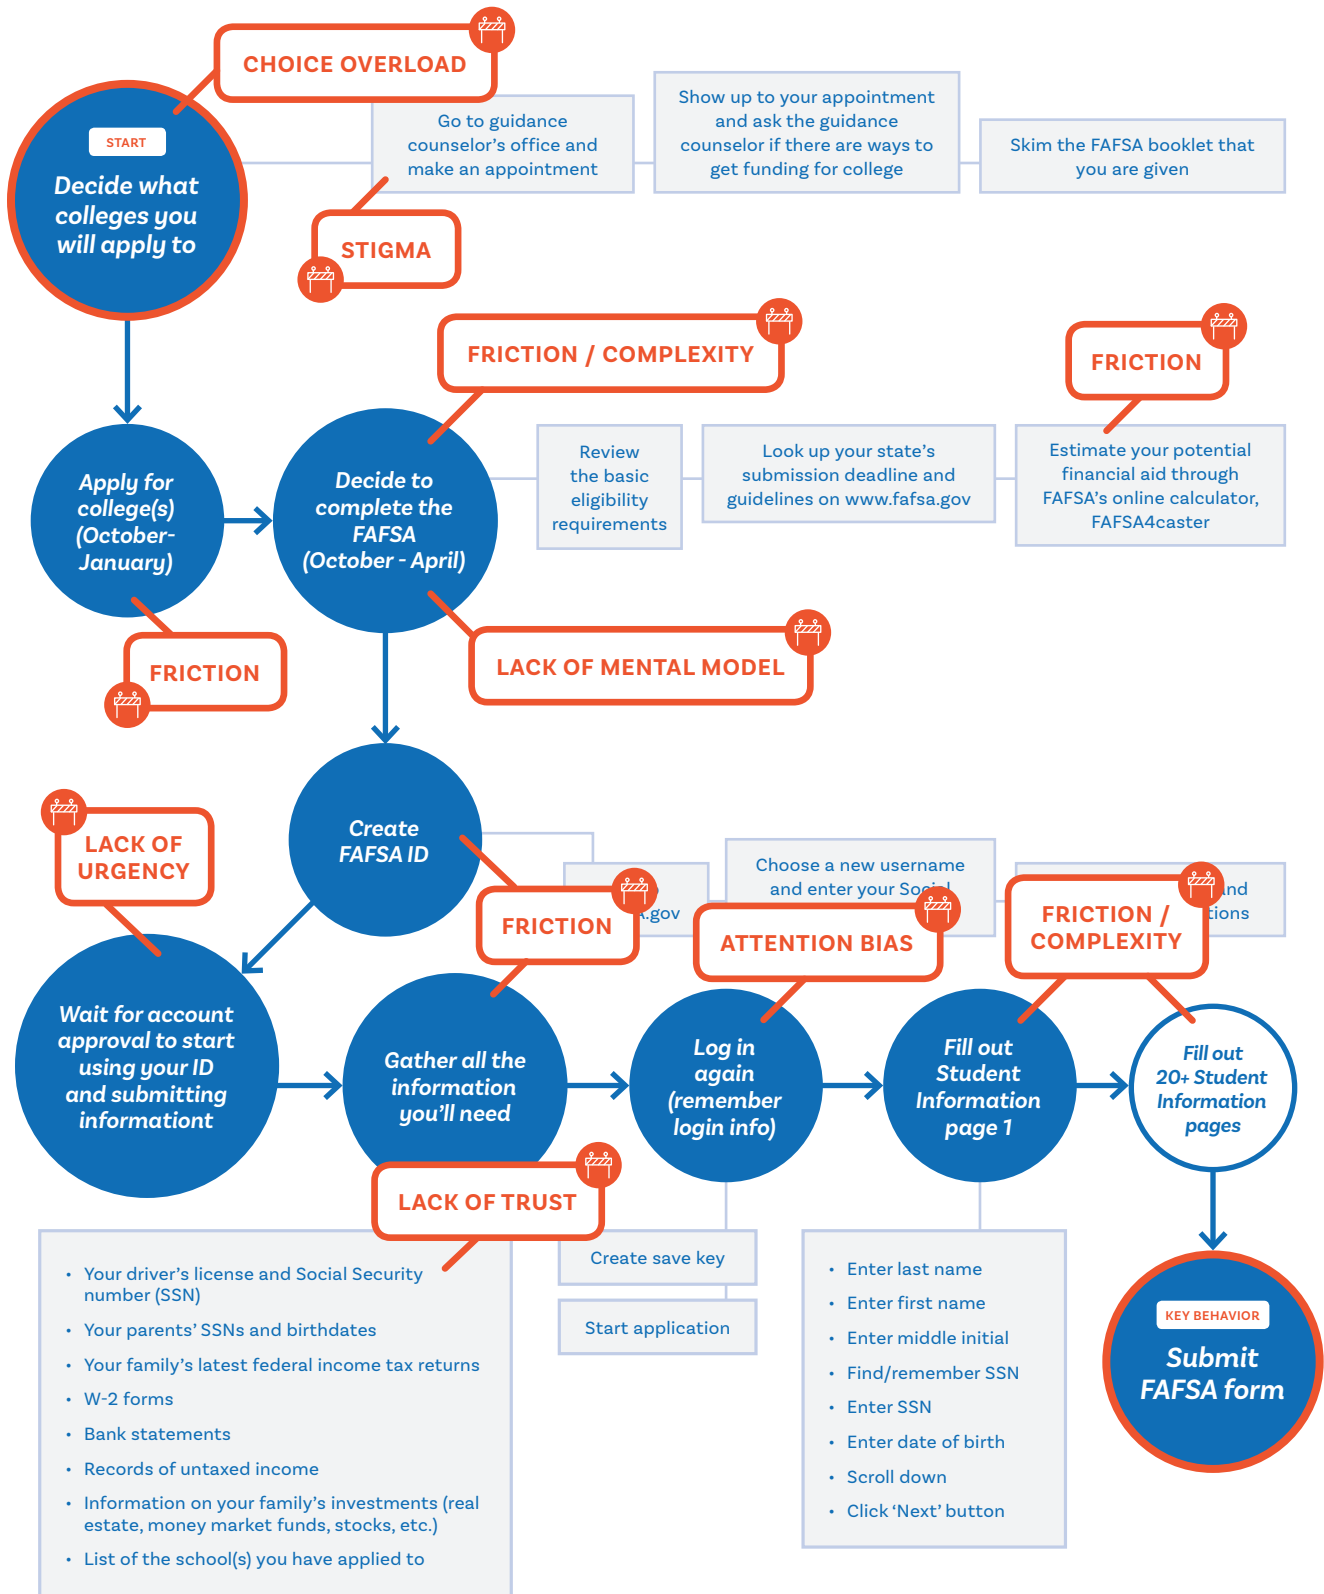 CHOICE OVERLOAD
START
Decide what
colleges you
will apply to
Go to guidance
counselor's office and
make an appointment
Show up to your appointment
and ask the guidance
counselor if there are ways to
get funding for college
Skim the FAFSA booklet that
you are given
STIGMA
FRICTION / COMPLEXITY
FRICTION
Apply for
college(s)
(October-
January)
Decide to
complete the
FAFSA
(October - April)
Review
the basic
eligibility
requirements
Look up your state's
submission deadline and
guidelines on www.fafsa.gov
Estimate your potential
financial aid through
FAFSA's online calculator,
FAFSA4caster
FRICTION
LACK OF MENTAL MODEL
Create
FAFSA ID
LACK OF
URGENCY
FRICTION
.gov
Choose a new username
and enter your Social
ATTENTION BIAS
and
FRICTION /
COMPLEXITY
Wait for account
approval to start
using your ID
and submitting
informationt
Gather all the
information
you'll need
Log in
again
(remember
login info)
Fill out
Student
Information
page 1
Fill out
20+ Student
Information
pages
LACK OF TRUST
• Your driver's license and Social Security
number (SSN)
• Your parents' SSNs and birthdates
• Your family's latest federal income tax returns
• W-2 forms
• Bank statements
• Records of untaxed income
• Information on your family's investments (real
estate, money market funds, stocks, etc.)
• List of the school(s) you have applied to
Create save key
Start application
• Enter last name
• Enter first name
• Enter middle initial
• Find/remember SSN
• Enter SSN
• Enter date of birth
• Scroll down
• Click 'Next' button
KEY BEHAVIOR
Submit
FAFSA form